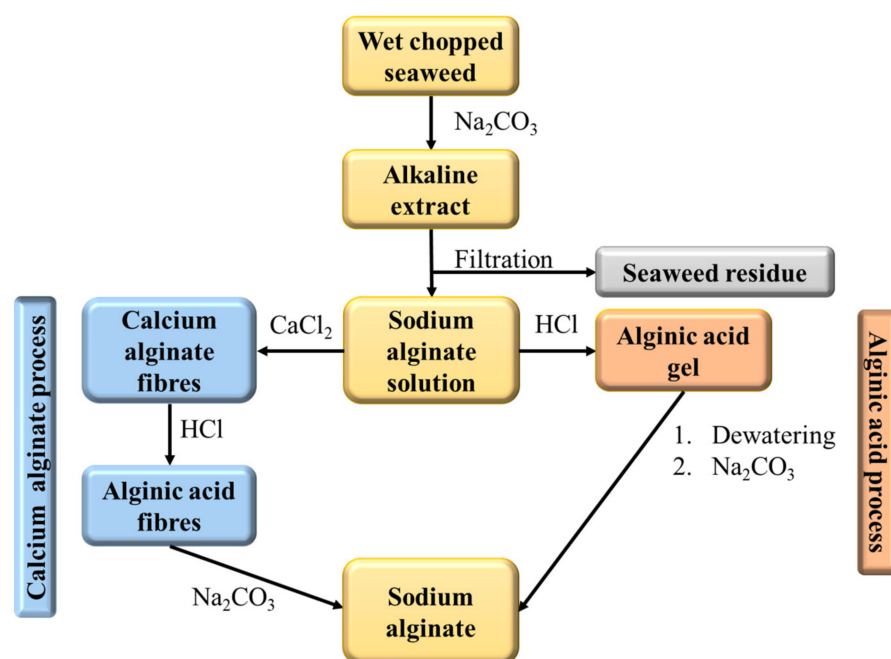 Wet chopped
seaweed
Na₂CO₃
Alkaline
extract
Filtration
Seaweed residue
Calcium alginate process
Calcium
alginate
fibres
CaCl₂
Sodium
alginate
solution
HCl
Alginic acid
gel
Alginic acid process
HCl
1. Dewatering
2. Na₂CO₃
Alginic acid
fibres
Na₂CO₃
Sodium
alginate